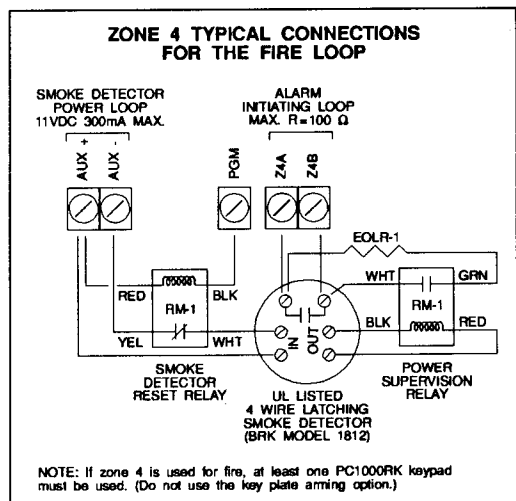 ZONE 4 TYPICAL CONNECTIONS
FOR THE FIRE LOOP
SMOKE DETECTOR
POWER LOOP
11VDC 300mA MAX.
ALARM
INITIATING LOOP
MAX. R=100 Ω
AUX +
AUX -
PGM
Z4A
Z4B
EOLR-1
WHT
GRN
RED
RM-1
BLK
RM-1
BLK
RED
YEL
WHT
IN
OUT
SMOKE
DETECTOR
RESET RELAY
UL LISTED
4 WIRE LATCHING
SMOKE DETECTOR
(BRK MODEL 1812)
POWER
SUPERVISION
RELAY
NOTE: If zone 4 is used for fire, at least one PC1000RK keypad
must be used. (Do not use the key plate arming option.)